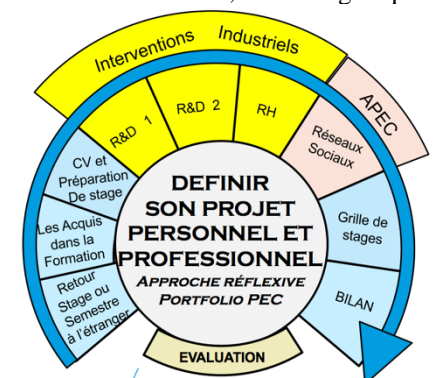 Interventions Industriels
APEC
R&D 1
R&D 2
RH
Réseaux
Sociaux
CV et
Préparation
De stage
Grille de
stages
Les Acquis
dans la
Formation
BILAN
Retour
Stage ou
Semestre
à l'étranger
DEFINIR
SON PROJET
PERSONNEL ET
PROFESSIONNEL
APPROCHE RÉFLEXIVE
PORTFOLIO PEC
EVALUATION